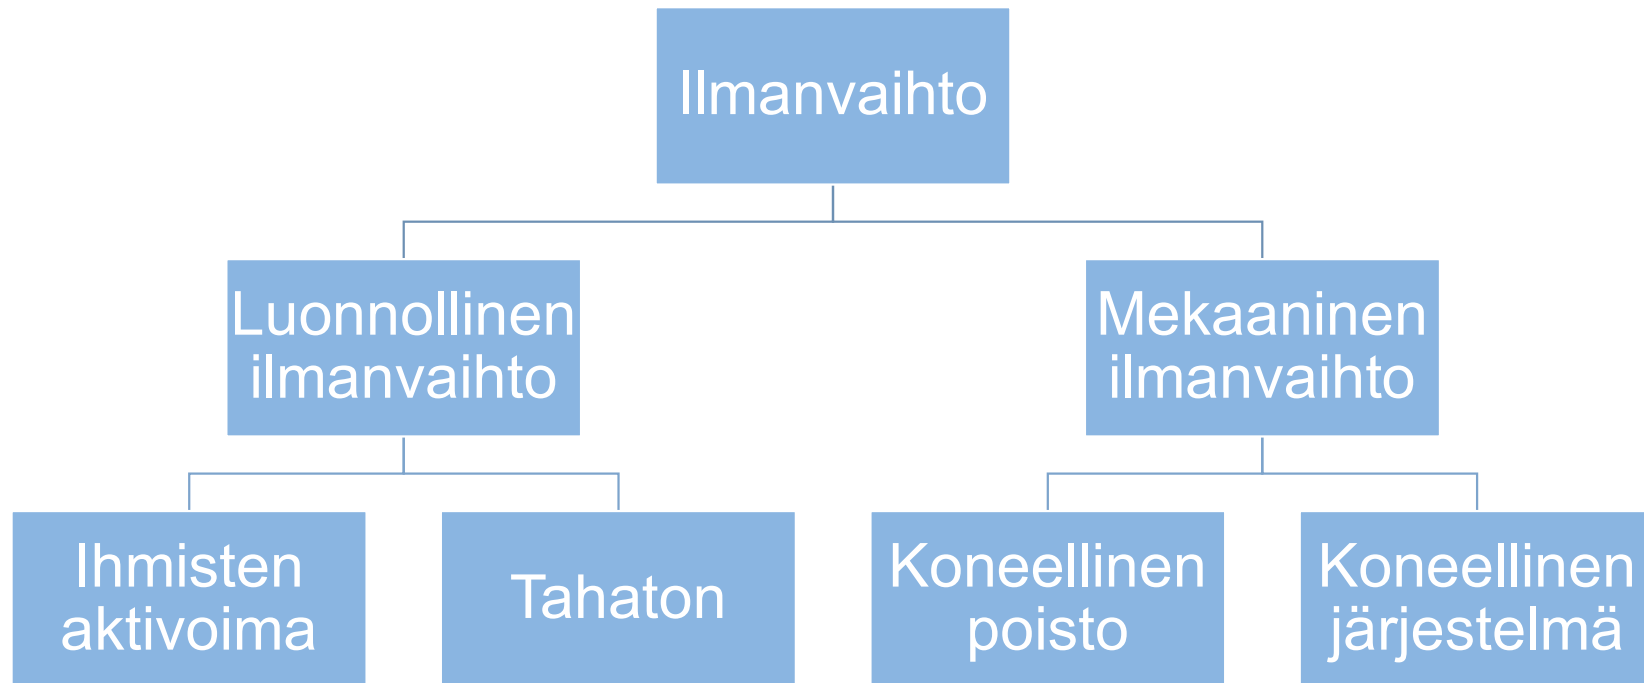 Ilmanvaihto
Luonnollinen
ilmanvaihto
Mekaaninen
ilmanvaihto
Ihmisten
aktivoima
Tahaton
Koneellinen
poisto
Koneellinen
järjestelmä